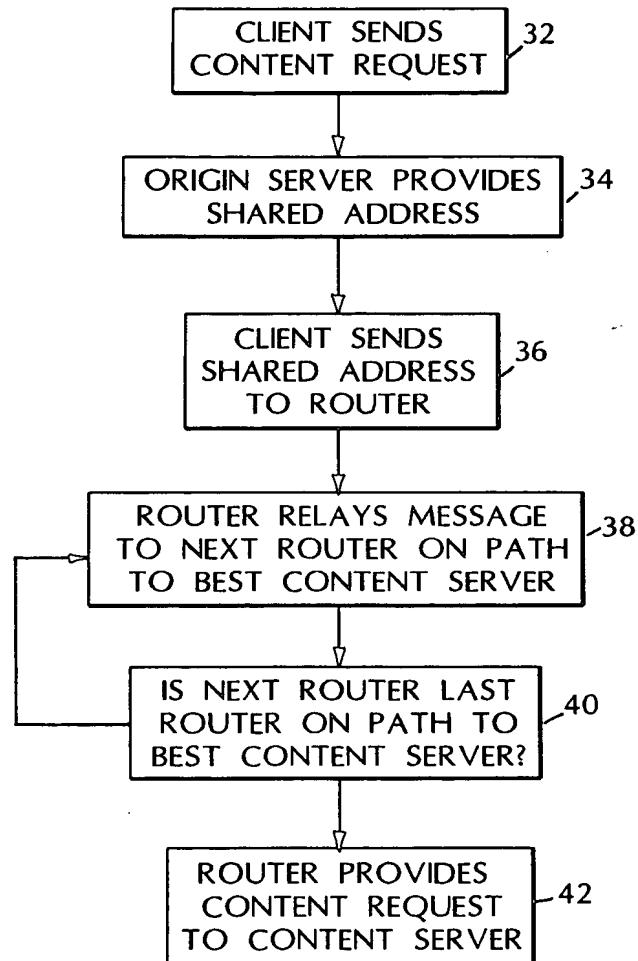 CLIENT SENDS
CONTENT REQUEST
32
ORIGIN SERVER PROVIDES
SHARED ADDRESS
34
CLIENT SENDS
SHARED ADDRESS
TO ROUTER
36
ROUTER RELAYS MESSAGE
TO NEXT ROUTER ON PATH
TO BEST CONTENT SERVER
38
IS NEXT ROUTER LAST
ROUTER ON PATH TO
BEST CONTENT SERVER?
40
ROUTER PROVIDES
CONTENT REQUEST
TO CONTENT SERVER
42